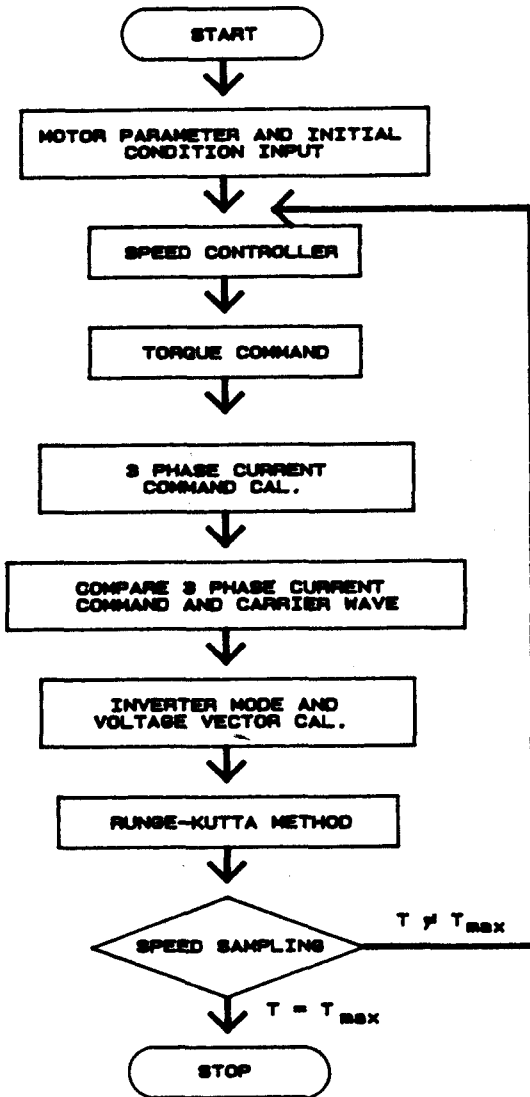 START
MOTOR PARAMETER AND INITIAL
CONDITION INPUT
SPEED CONTROLLER
TORQUE COMMAND
3 PHASE CURRENT
COMMAND CAL.
COMPARE 3 PHASE CURRENT
COMMAND AND CARRIER WAVE
INVERTER MODE AND
VOLTAGE VECTOR CAL.
RUNGE-KUTTA METHOD
SPEED SAMPLING
T ≠ Tmax
T = Tmax
STOP